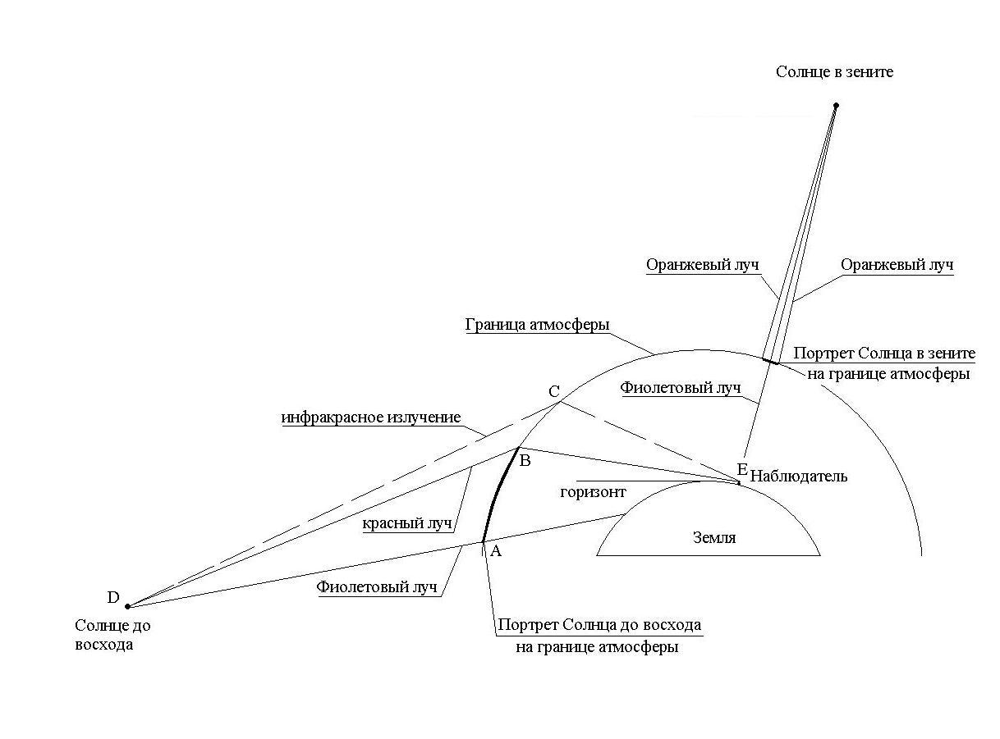 Солнце в зените
Оранжевый луч
Оранжевый луч
Граница атмосферы
Портрет Солнца в зените
на границе атмосферы
Фиолетовый луч
C
инфракрасное излучение
B
E
Наблюдатель
горизонт
красный луч
Земля
A
Фиолетовый луч
D
Солнце до
восхода
Портрет Солнца до восхода
на границе атмосферы